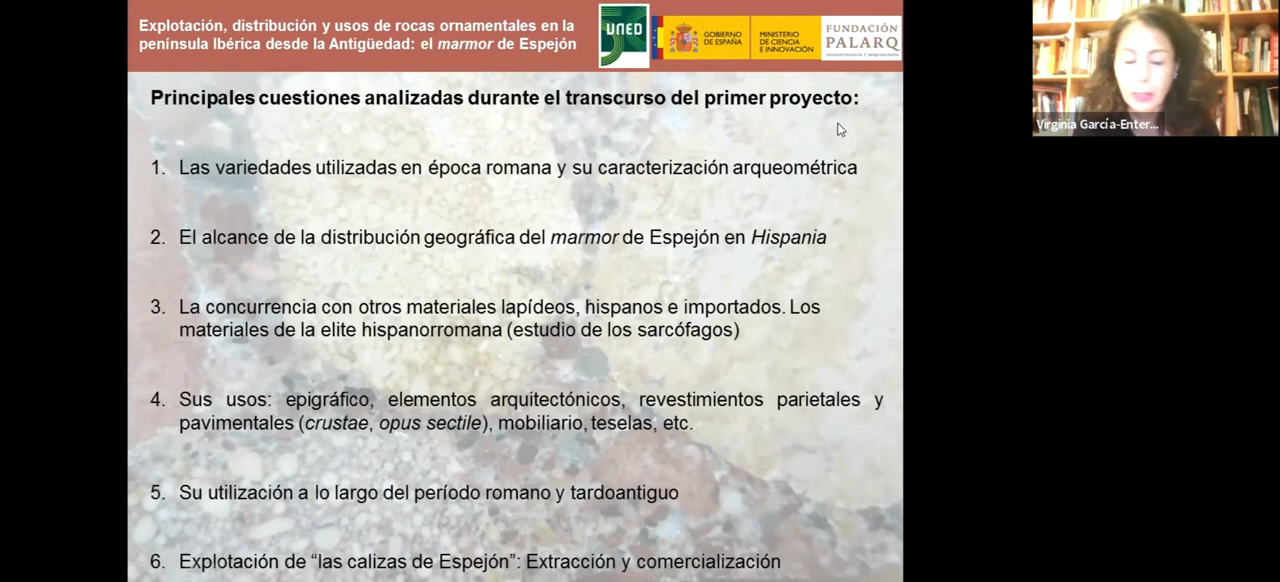 Explotación, distribución y usos de rocas ornamentales en la
península Ibérica desde la Antigüedad: el marmor de Espejón
UNED
GOBIERNO
DE ESPAÑA
MINISTERIO
DE CIENCIA
E INNOVACIÓN
FUNDACIÓN
PALARQ
Virginia García-Enter...
Principales cuestiones analizadas durante el transcurso del primer proyecto:
1. Las variedades utilizadas en época romana y su caracterización arqueométrica
2. El alcance de la distribución geográfica del marmor de Espejón en Hispania
3. La concurrencia con otros materiales lapídeos, hispanos e importados. Los
materiales de la elite hispanorromana (estudio de los sarcófagos)
4. Sus usos: epigráfico, elementos arquitectónicos, revestimientos parietales y
pavimentales (crustae, opus sectile), mobiliario, teselas, etc.
5. Su utilización a lo largo del período romano y tardoantiguo
6. Explotación de “las calizas de Espejón”: Extracción y comercialización